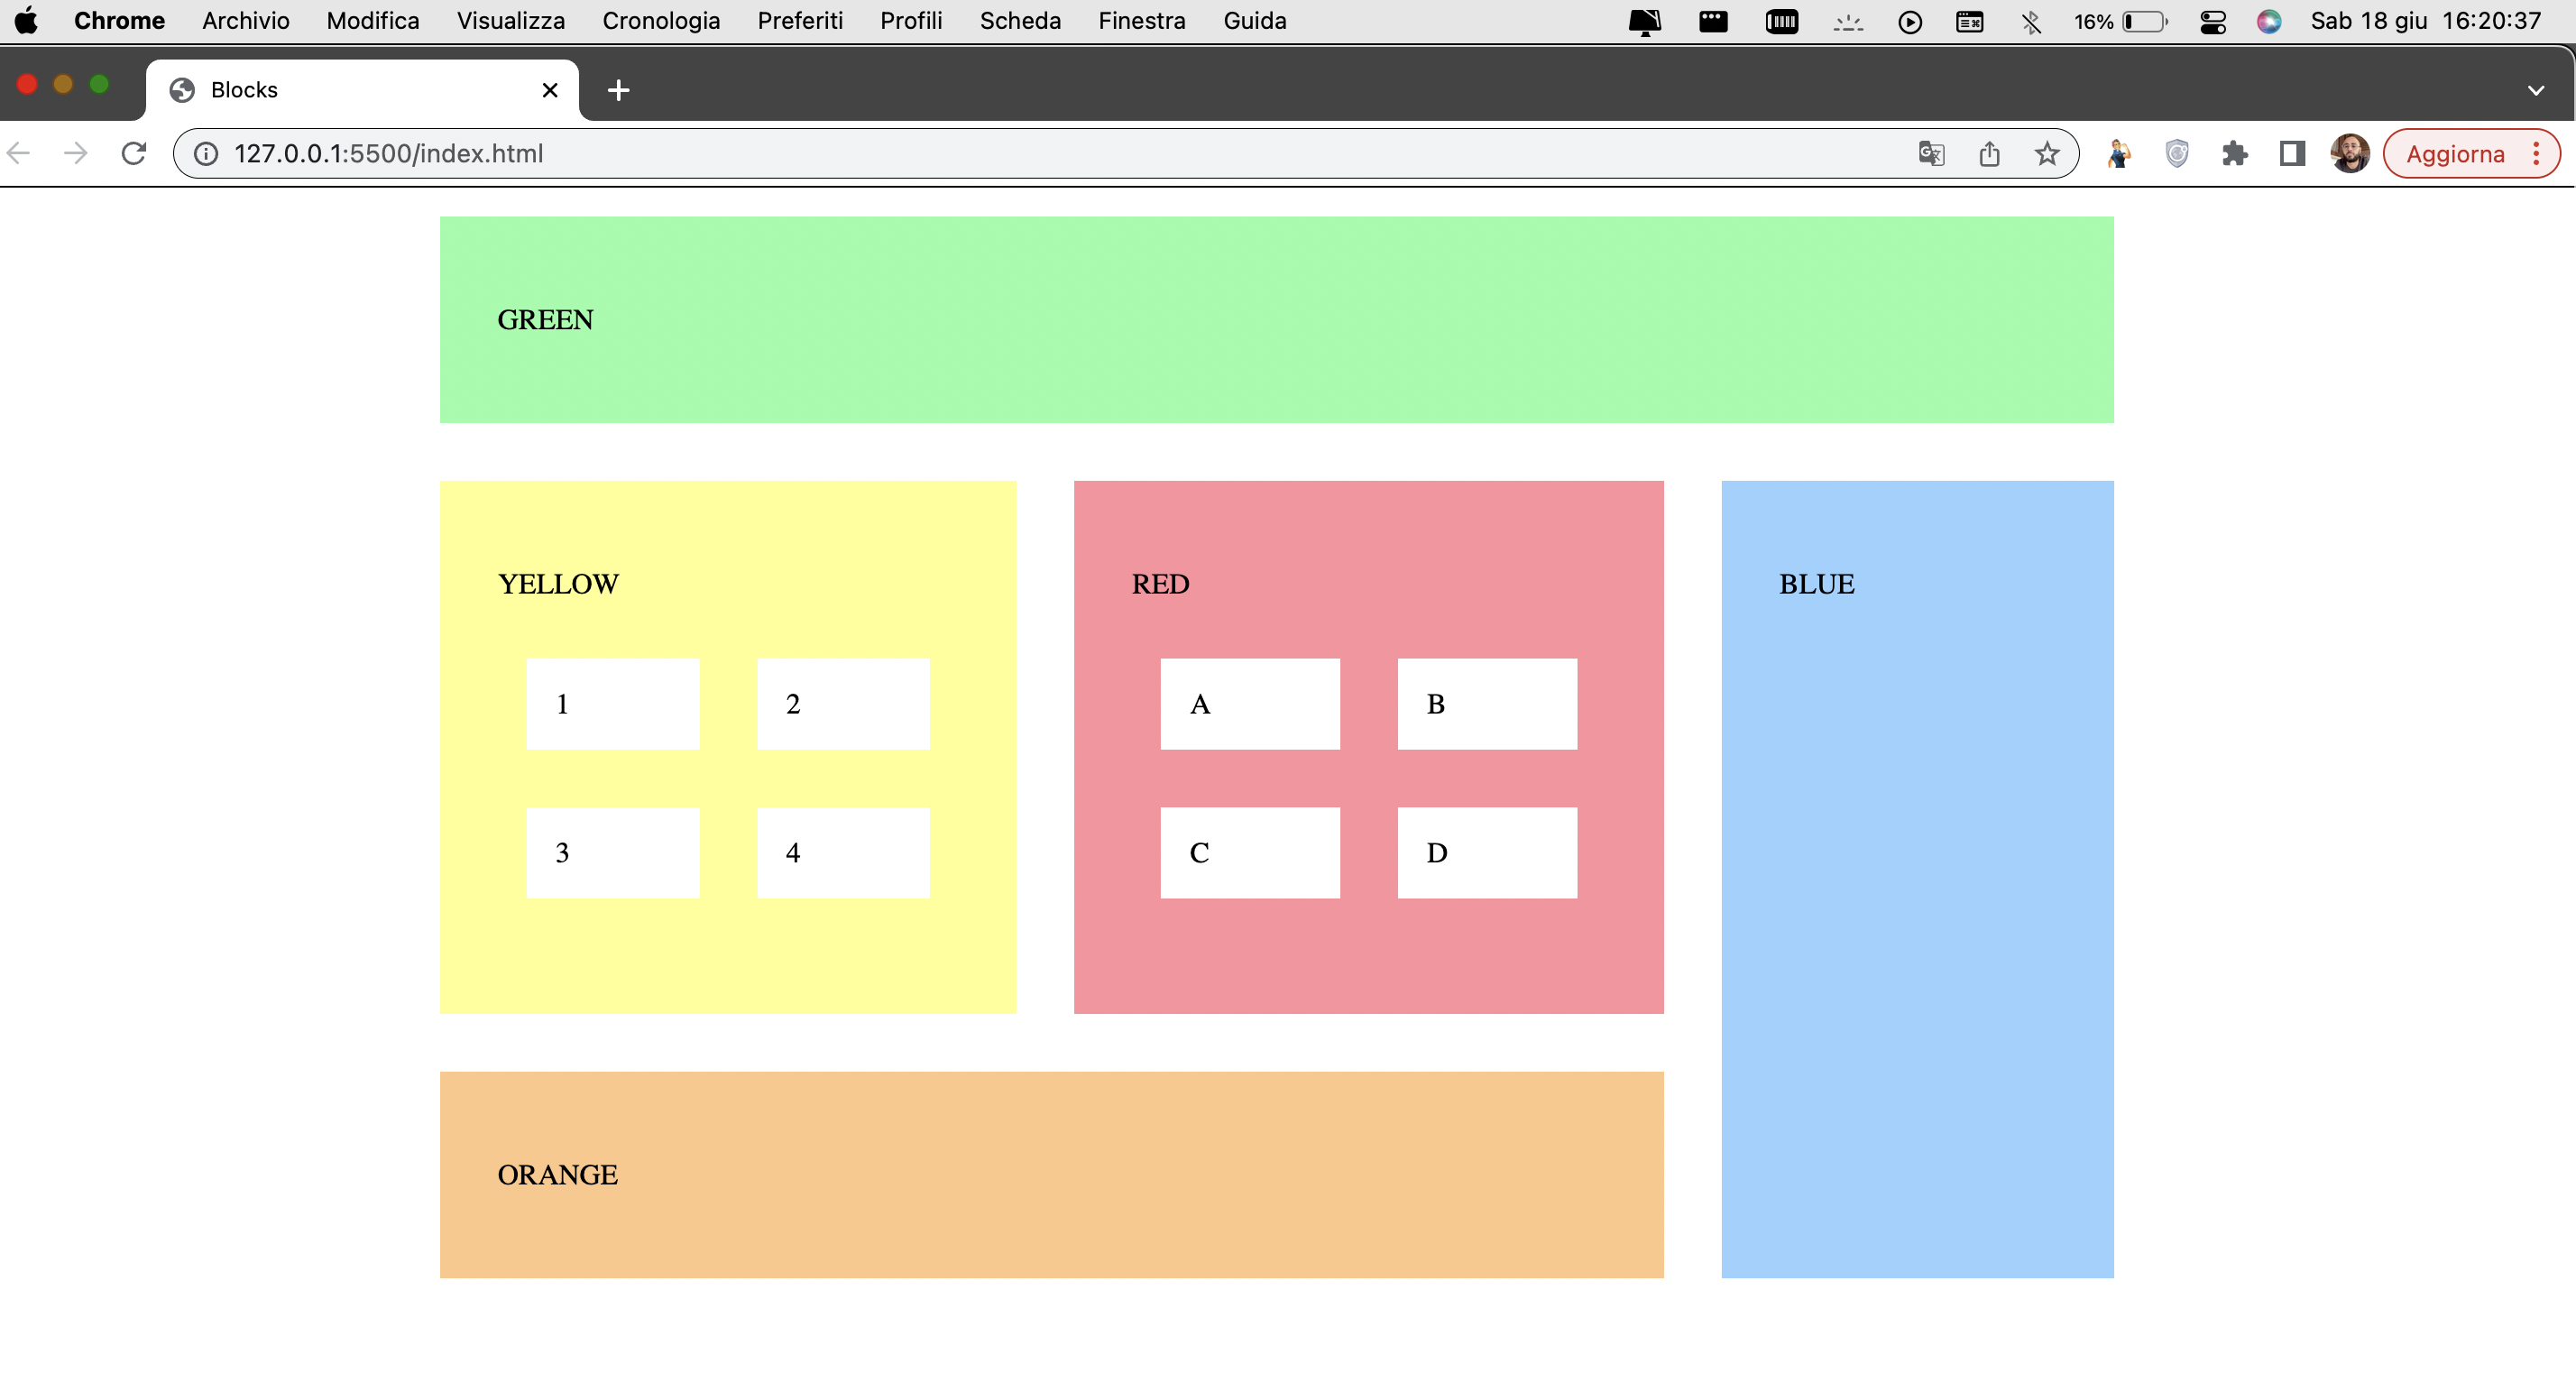 Chrome Archivio Modifica Visualizza Cronologia Preferiti Profili Scheda Finestra Guida 16% Sab 18 giu 16:20:37
Blocks
127.0.0.1:5500/index.html Aggiorna
GREEN
YELLOW RED BLUE
1 2 A B
3 4 C D
ORANGE